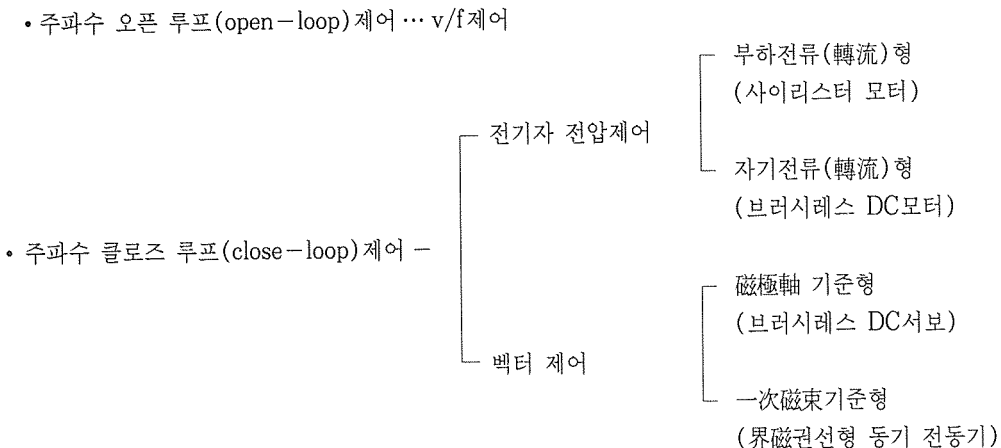 • 주파수 오픈 루프(open-loop)제어 … v/f제어
부하전류(轉流)형
(사이리스터 모터)
전기자 전압제어
자기전류(轉流)형
(브러시레스 DC모터)
• 주파수 클로즈 루프(close-loop)제어 -
磁極軸 기준형
(브러시레스 DC서보)
벡터 제어
一次磁束기준형
(界磁권선형 동기 전동기)